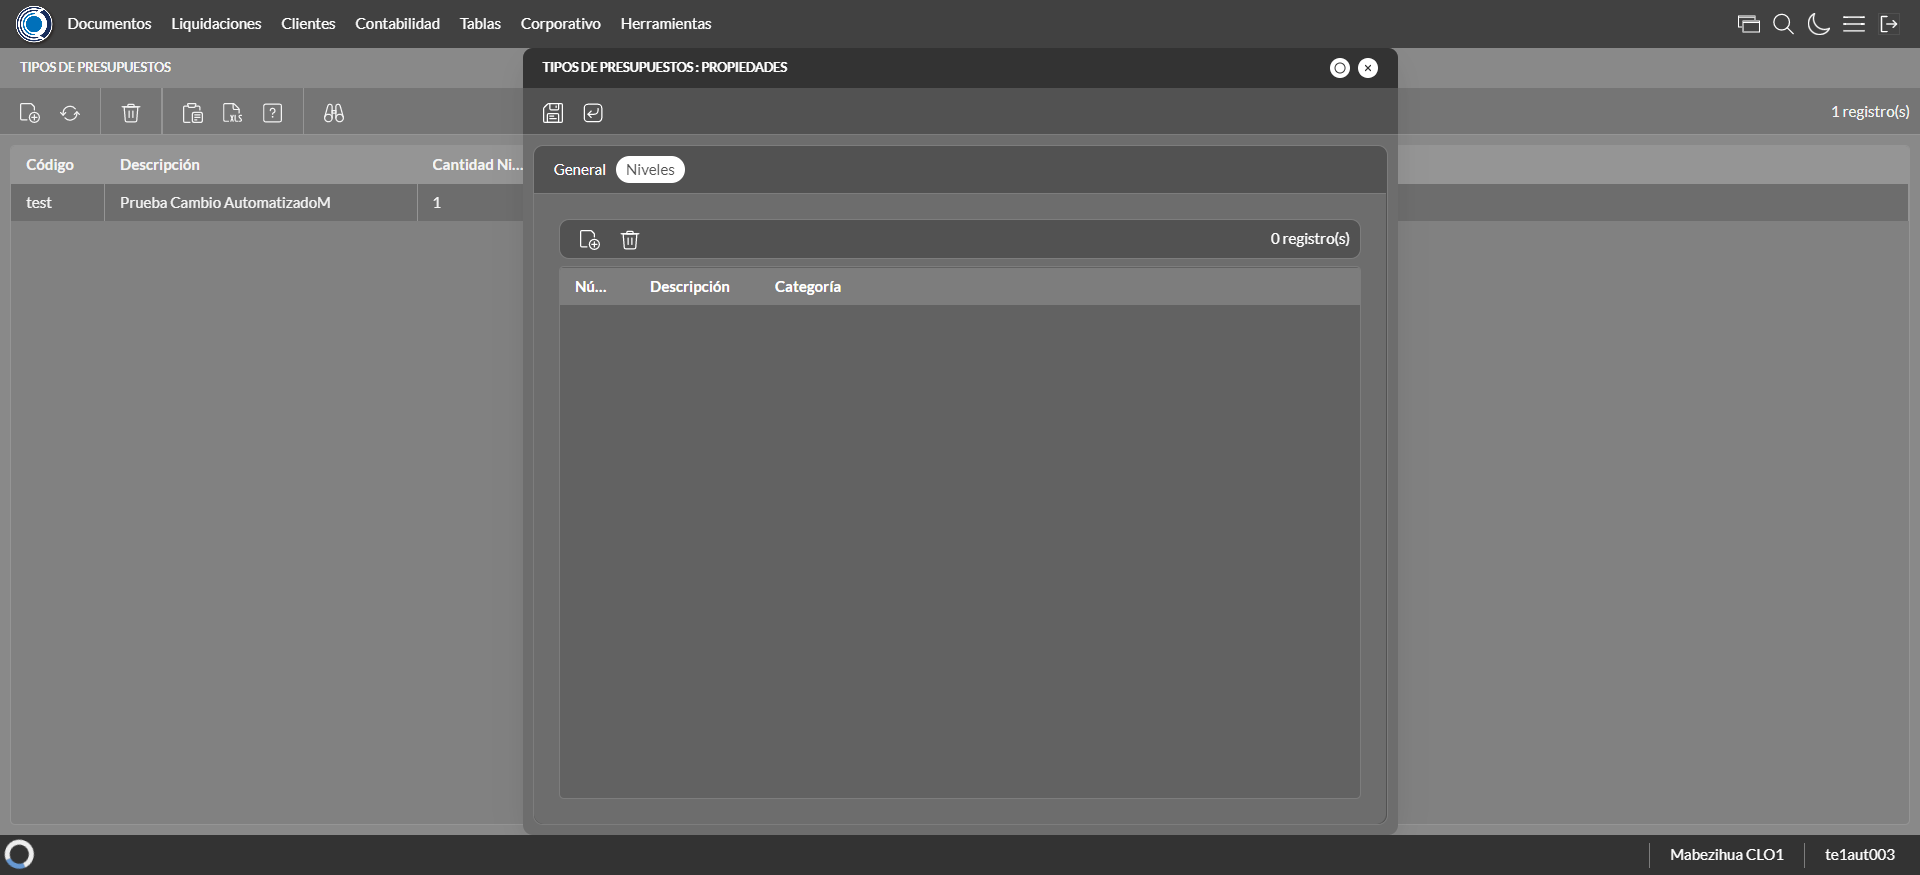 Documentos Liquidaciones Clientes Contabilidad Tablas Corporativo Herramientas
TIPOS DE PRESUPUESTOS
TIPOS DE PRESUPUESTOS : PROPIEDADES
XLS
?
1 registro(s)
Código Descripción Cantidad Ni...
test Prueba Cambio AutomatizadoM 1
General Niveles
0 registro(s)
Nú... Descripción Categoría
Mabezihua CLO1 te1aut003